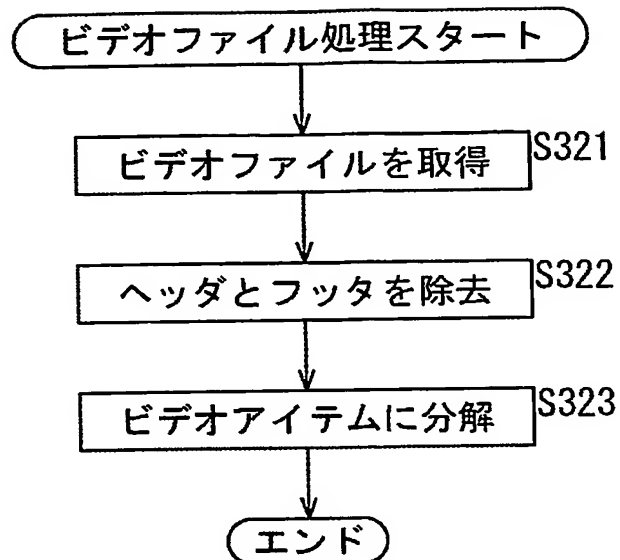 ビデオファイル処理スタート
ビデオファイルを取得
S321
ヘッダとフッタを除去
S322
ビデオアイテムに分解
S323
エンド